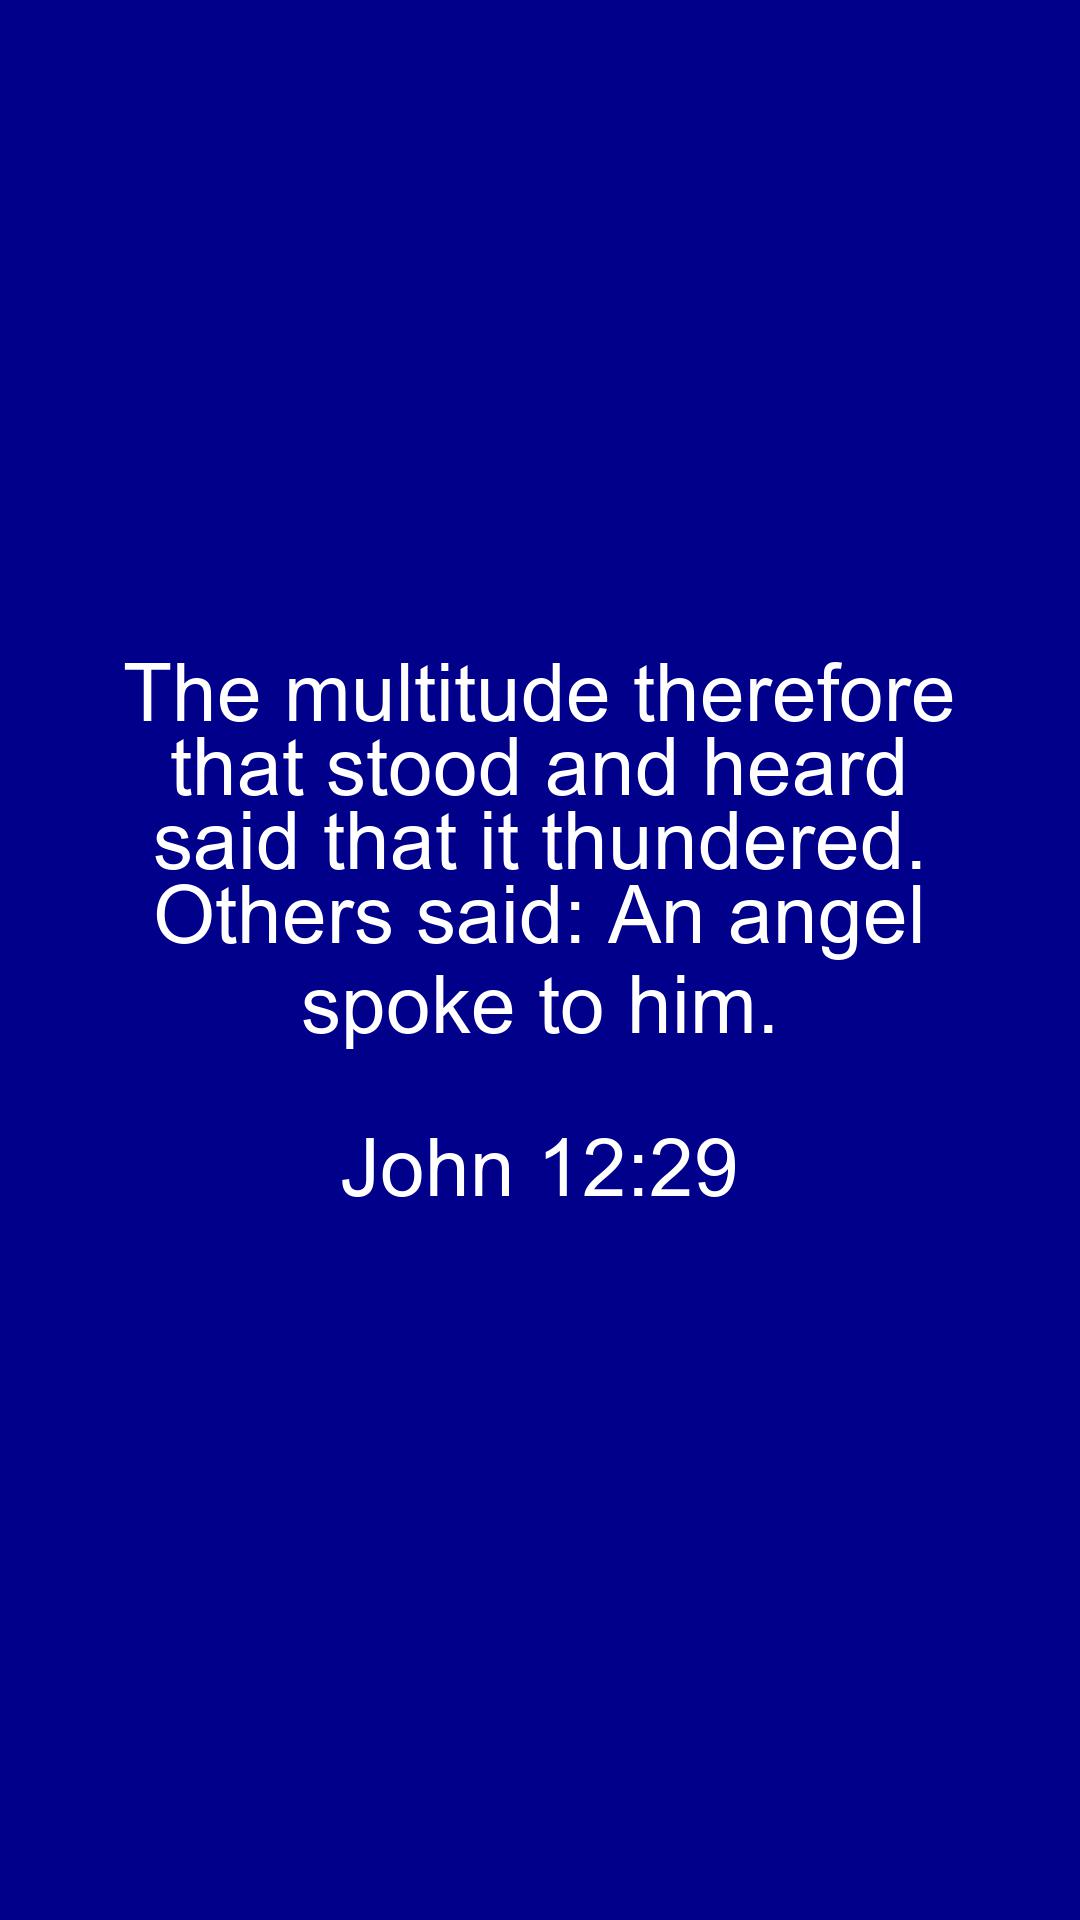 The multitude therefore
that stood and heard
said that it thundered.
Others said: An angel
spoke to him.
John 12:29